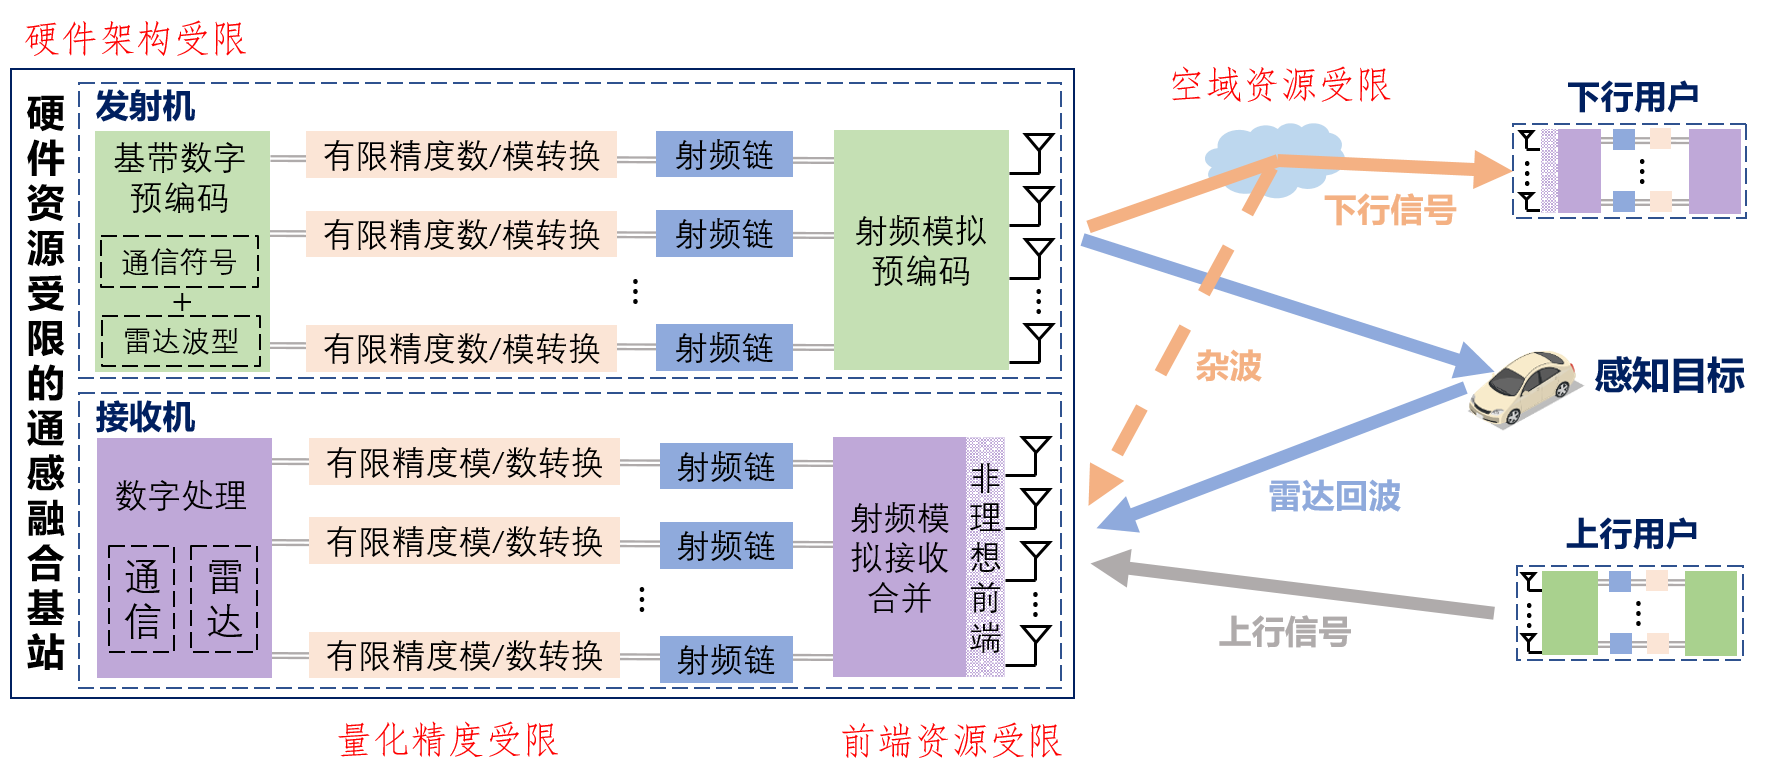 硬件架构受限
硬件资源受限的通感融合基站
发射机
基带数字
预编码
通信符号
+
雷达波型
有限精度数/模转换
射频链
有限精度数/模转换
射频链
有限精度数/模转换
射频链
射频模拟
预编码
接收机
数字处理
通信
雷达
有限精度模/数转换
射频链
有限精度模/数转换
射频链
有限精度模/数转换
射频链
射频模
拟接收
合并
非理想前端
量化精度受限
前端资源受限
空域资源受限
下行用户
下行信号
杂波
感知目标
雷达回波
上行用户
上行信号